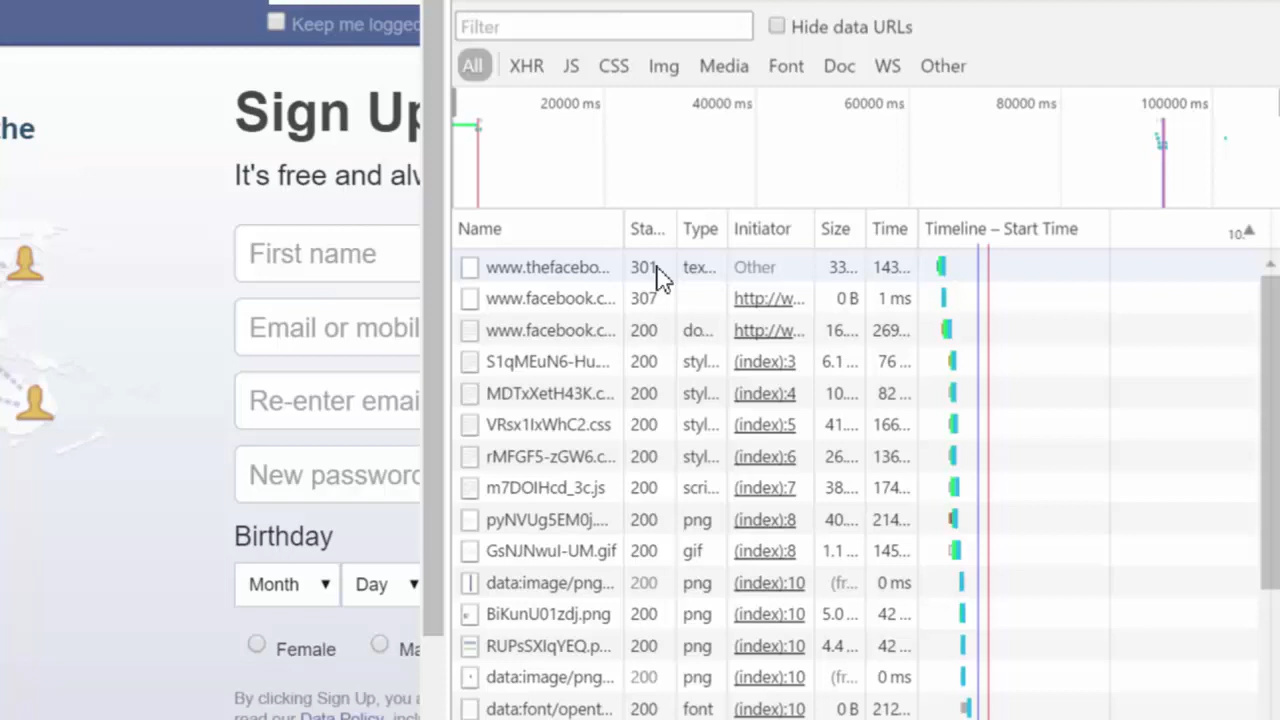 Keep me logged
the
Sign Up
It's free and alw
First name
Email or mobil
Re-enter emai
New password
Birthday
Month ▼ Day ▼
Female Ma
By clicking Sign Up, you a
read our Data Policy, incl
Filter Hide data URLs
All XHR JS CSS Img Media Font Doc WS Other
20000 ms 40000 ms 60000 ms 80000 ms 100000 ms
Name Sta... Type Initiator Size Time Timeline – Start Time 10.▲
www.thefacebo... 301 tex... Other 33... 143...
www.facebook.c... 307 http://w... 0 B 1 ms
www.facebook.c... 200 do... http://w... 16.... 269...
S1qMEuN6-Hu.... 200 styl... (index):3 6.1 ... 76 ...
MDTxXetH43K.c... 200 styl... (index):4 10.... 82 ...
VRsx1IxWhC2.css 200 styl... (index):5 41.... 166...
rMFGF5-zGW6.c... 200 styl... (index):6 26.... 136...
m7DOIHcd_3c.js 200 scri... (index):7 38.... 174...
pyNVUg5EM0j.... 200 png (index):8 40.... 214...
GsNJNwuI-UM.gif 200 gif (index):8 1.1 ... 145...
data:image/png... 200 png (index):10 (fr... 0 ms
BiKunU01zdj.png 200 png (index):10 5.0 ... 42 ...
RUPsSXIqYEQ.p... 200 png (index):10 4.4 ... 42 ...
data:image/png... 200 png (index):10 (fr... 0 ms
data:font/opent... 200 font (index):10 0 B 212...